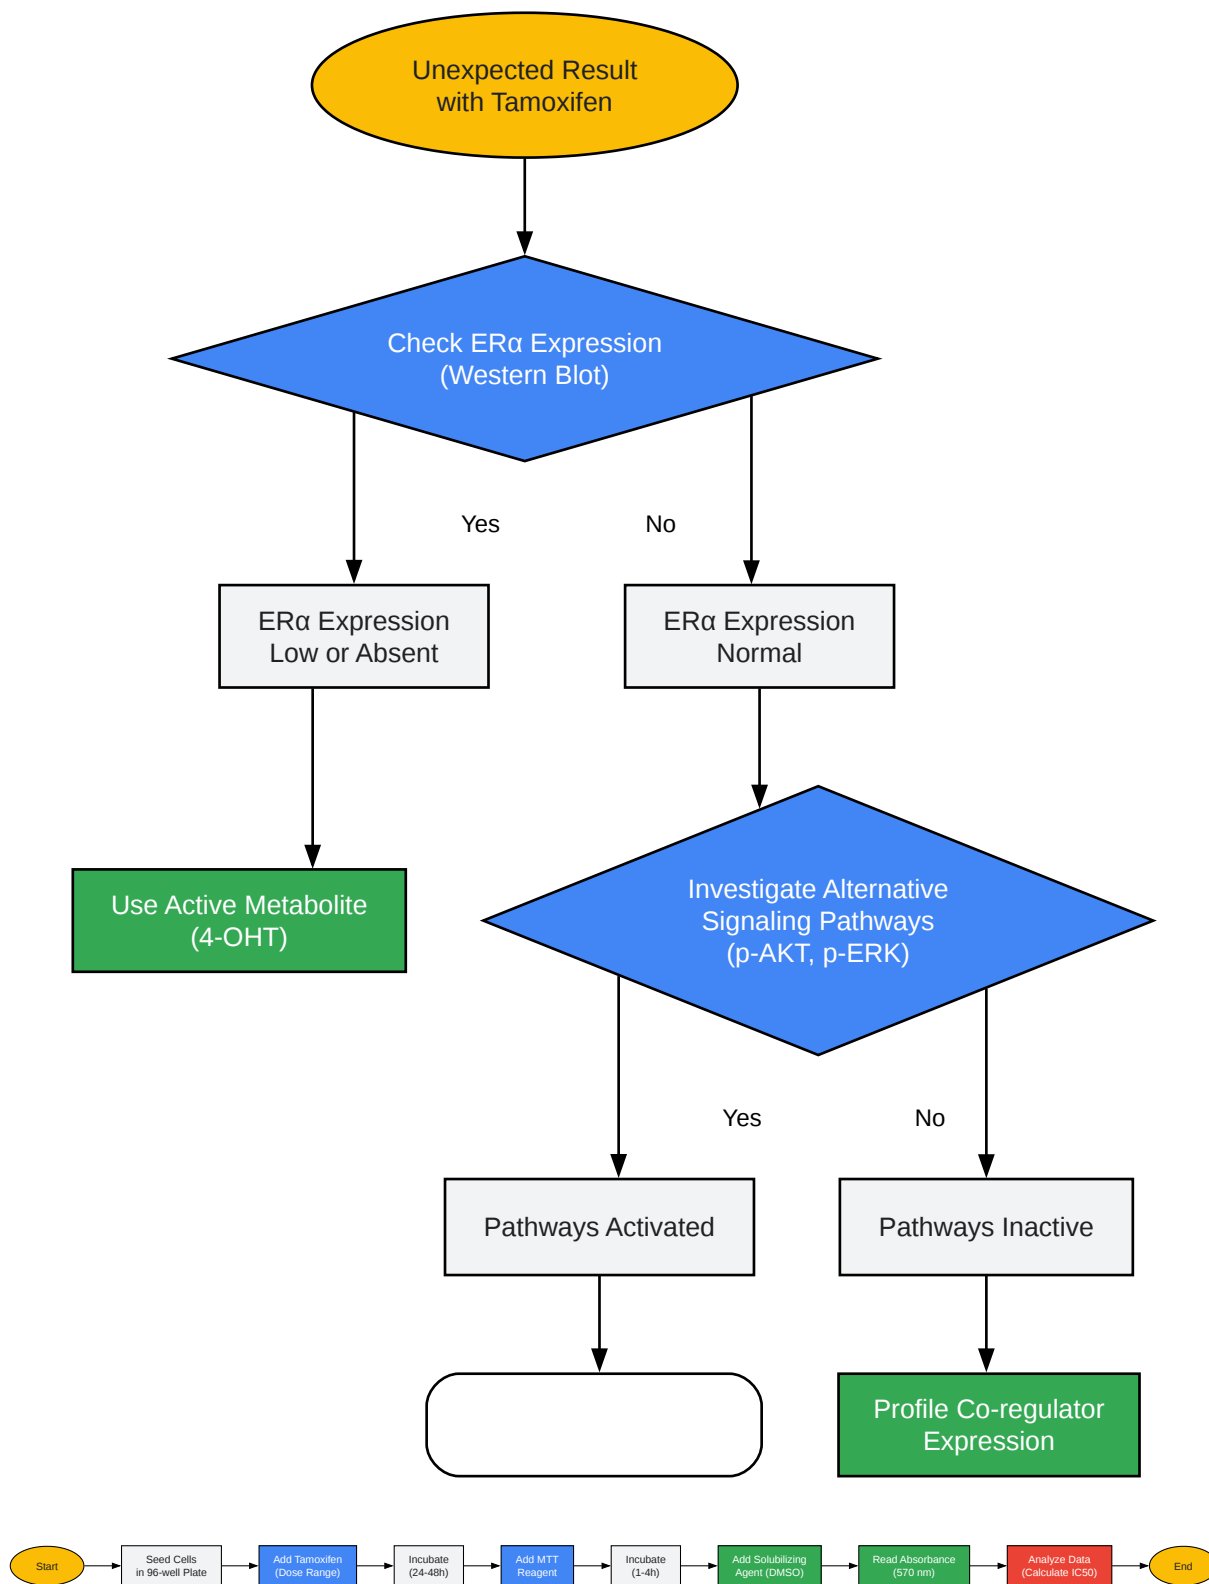 Unexpected Result
with Tamoxifen
Check ERα Expression
(Western Blot)
Yes
No
ERα Expression
Low or Absent
ERα Expression
Normal
Use Active Metabolite
(4-OHT)
Investigate Alternative
Signaling Pathways
(p-AKT, p-ERK)
Yes
No
Pathways Activated
Pathways Inactive
Profile Co-regulator
Expression
Start
Seed Cells
in 96-well Plate
Add Tamoxifen
(Dose Range)
Incubate
(24-48h)
Add MTT
Reagent
Incubate
(1-4h)
Add Solubilizing
Agent (DMSO)
Read Absorbance
(570 nm)
Analyze Data
(Calculate IC50)
End